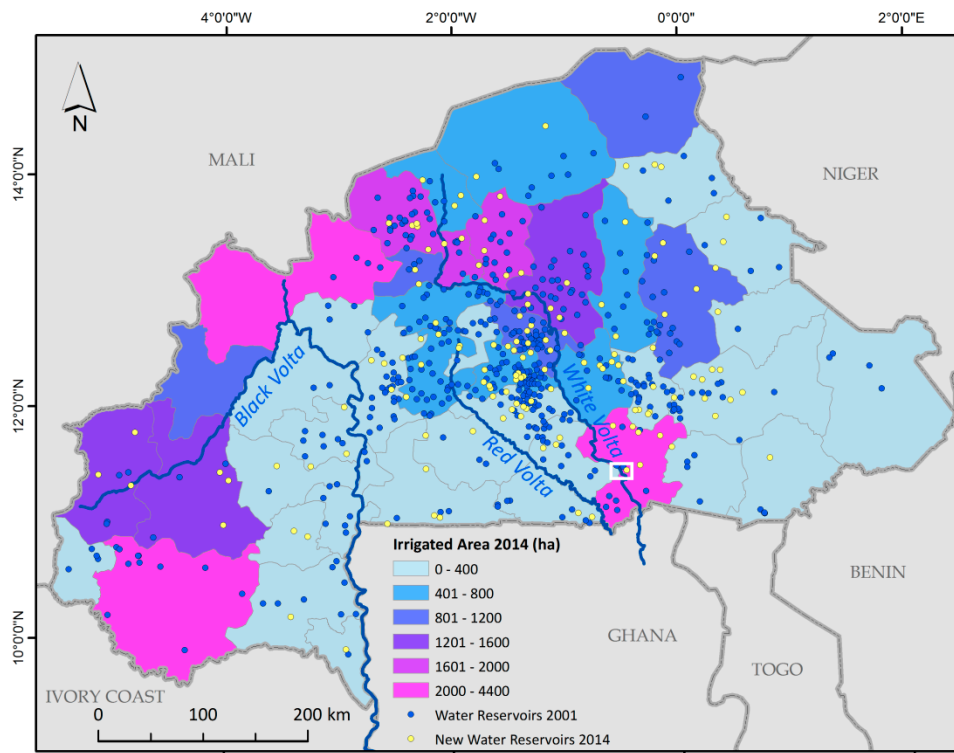 4°0'0"W
2°0'0"W
0°0'0"
2°0'0"E
N
MALI
NIGER
14°0'0"N
12°0'0"N
10°0'0"N
Black Volta
White Volta
Red Volta
BENIN
GHANA
TOGO
IVORY COAST
0 100 200 km
Irrigated Area 2014 (ha)
0 - 400
401 - 800
801 - 1200
1201 - 1600
1601 - 2000
2000 - 4400
Water Reservoirs 2001
New Water Reservoirs 2014